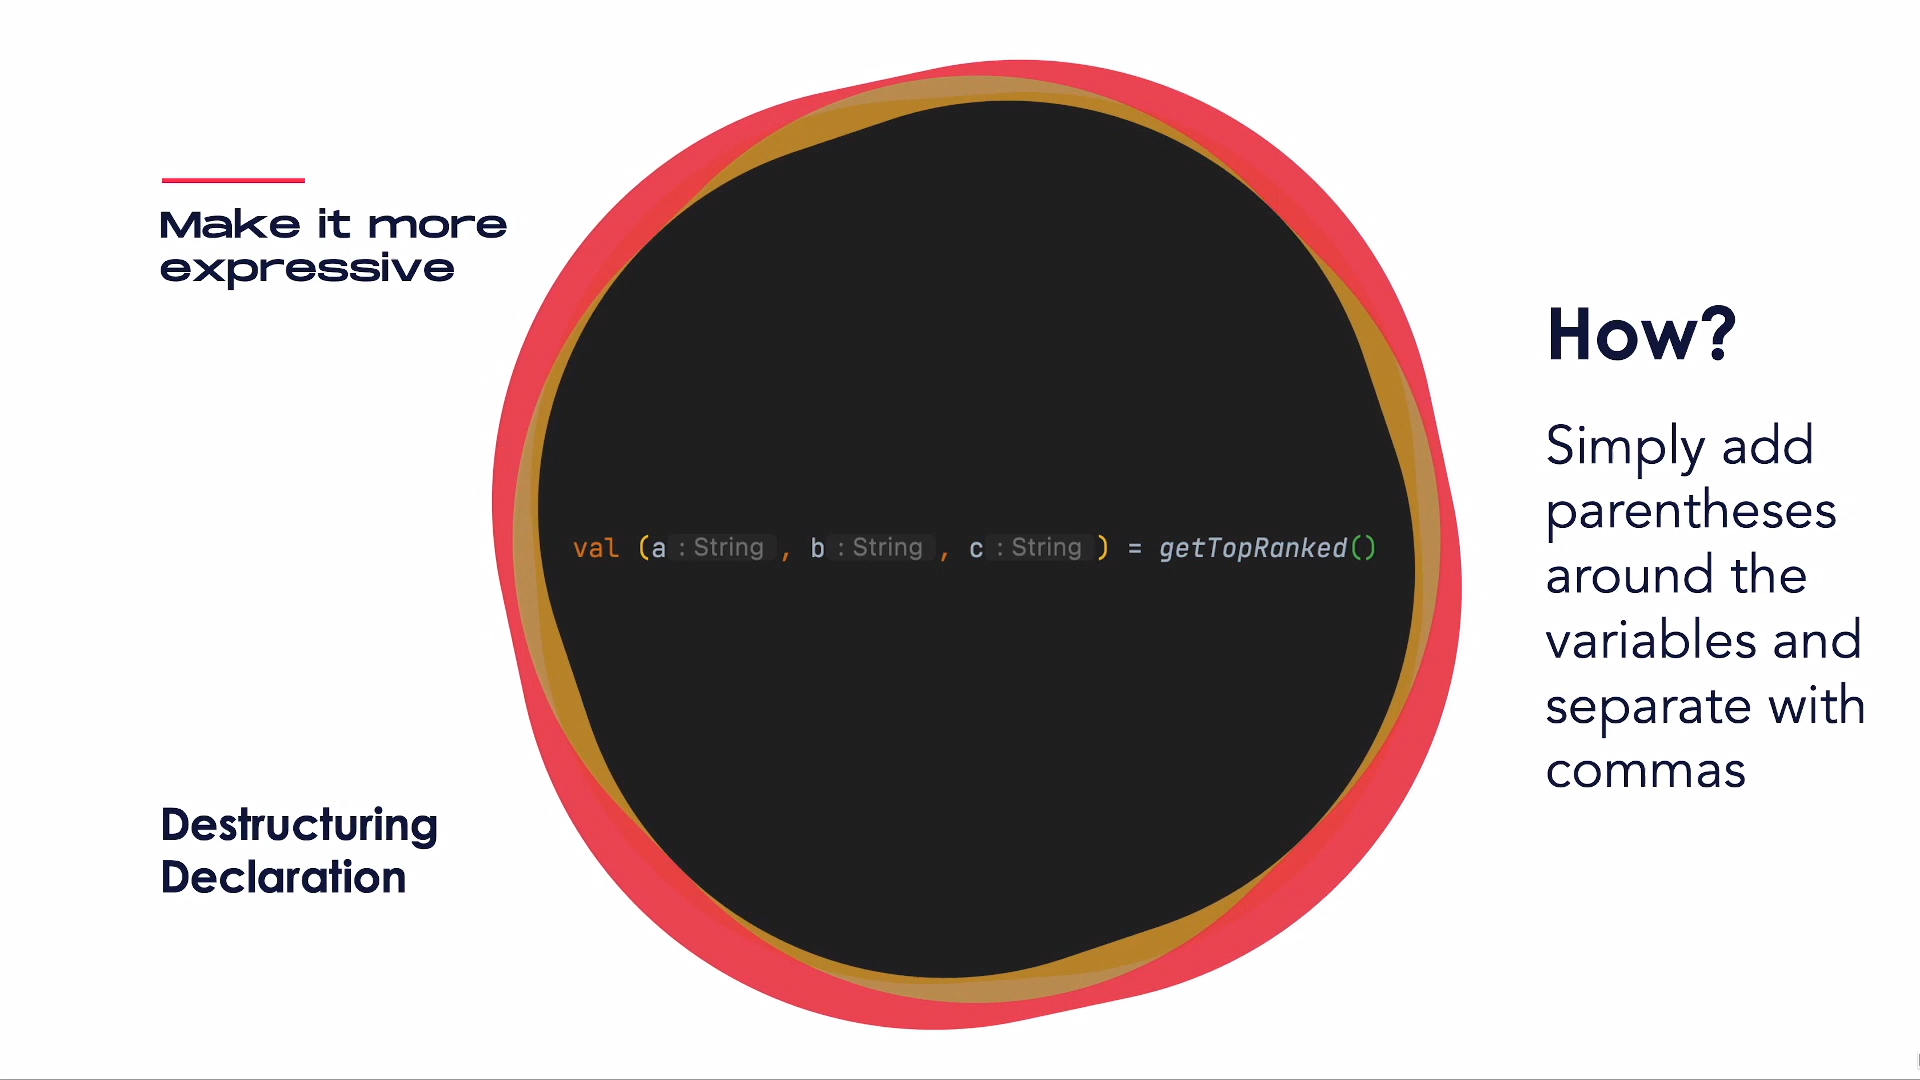 Make it more
expressive
val (a : String , b : String , c : String ) = getTopRanked()
How?
Simply add
parentheses
around the
variables and
separate with
commas
Destructuring
Declaration